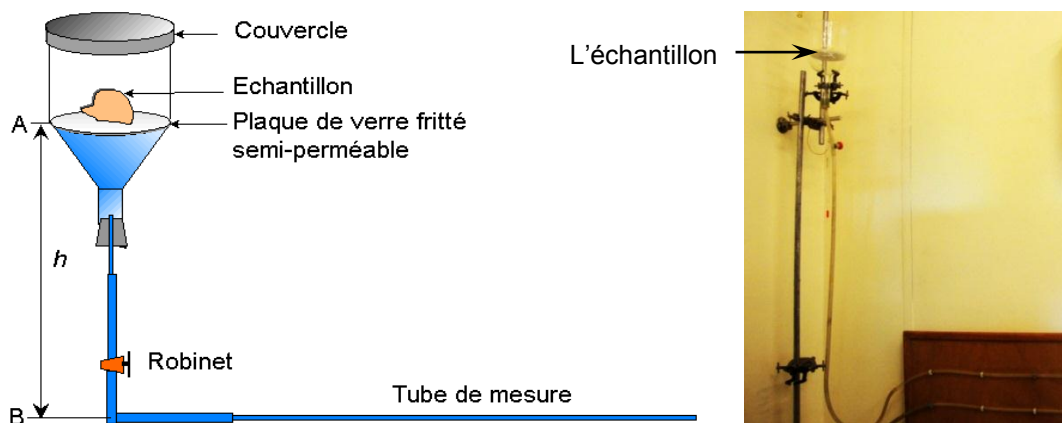 Couvercle
L'échantillon
Echantillon
A
Plaque de verre fritté
semi-perméable
h
Robinet
Tube de mesure
B